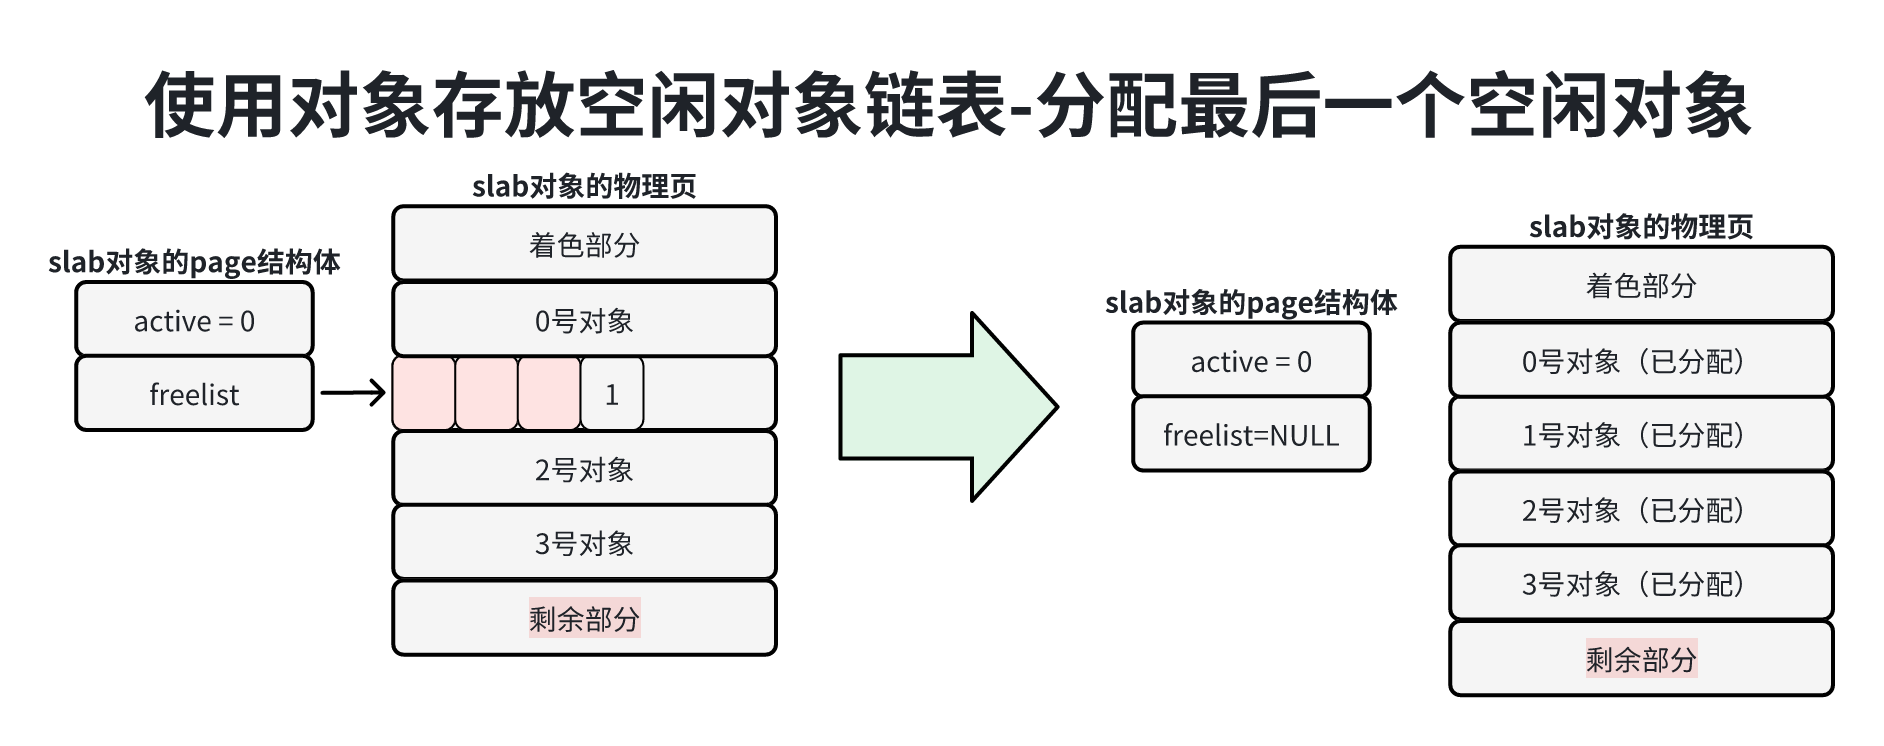 使用对象存放空闲对象链表-分配最后一个空闲对象
slab对象的物理页
着色部分
slab对象的page结构体
active = 0
0号对象
freelist
1
2号对象
3号对象
剩余部分
slab对象的物理页
着色部分
slab对象的page结构体
active = 0
0号对象（已分配）
freelist=NULL
1号对象（已分配）
2号对象（已分配）
3号对象（已分配）
剩余部分